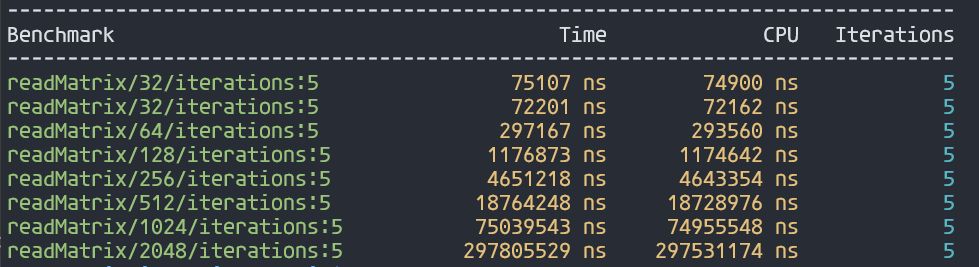 Benchmark Time CPU Iterations
readMatrix/32/iterations:5 75107 ns 74900 ns 5
readMatrix/32/iterations:5 72201 ns 72162 ns 5
readMatrix/64/iterations:5 297167 ns 293560 ns 5
readMatrix/128/iterations:5 1176873 ns 1174642 ns 5
readMatrix/256/iterations:5 4651218 ns 4643354 ns 5
readMatrix/512/iterations:5 18764248 ns 18728976 ns 5
readMatrix/1024/iterations:5 75039543 ns 74955548 ns 5
readMatrix/2048/iterations:5 297805529 ns 297531174 ns 5